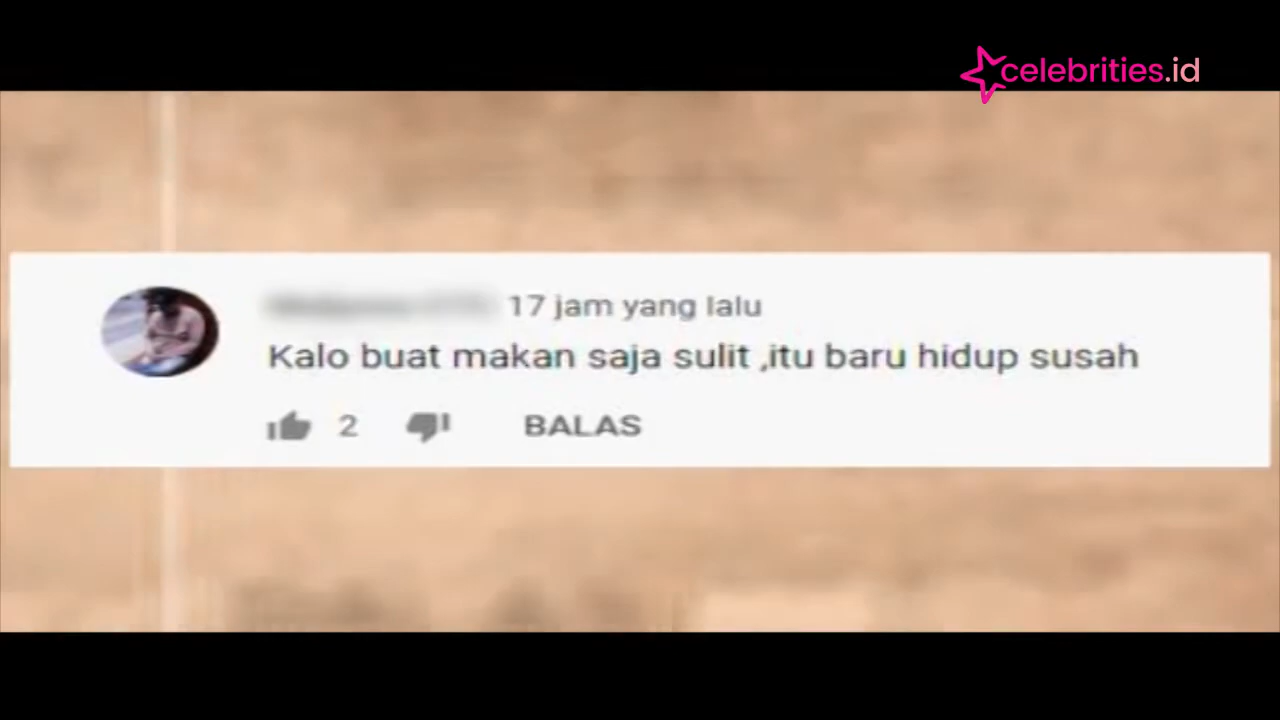 celebrities.id
17 jam yang lalu
Kalo buat makan saja sulit ,itu baru hidup susah
2
BALAS